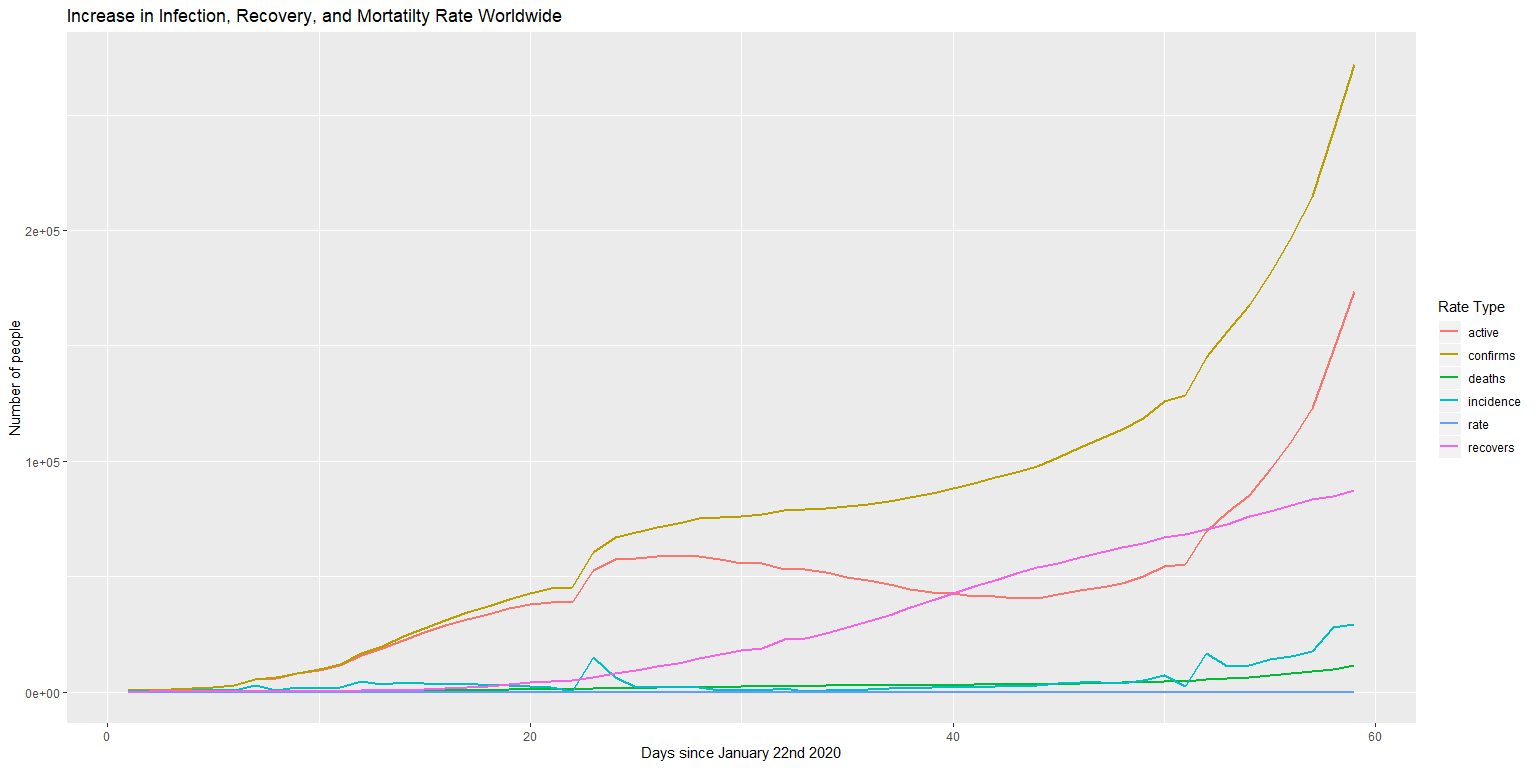 Increase in Infection, Recovery, and Mortatilty Rate Worldwide
Number of people
2e+05
1e+05
0e+00
0
20
40
60
Days since January 22nd 2020
Rate Type
active
confirms
deaths
incidence
rate
recovers